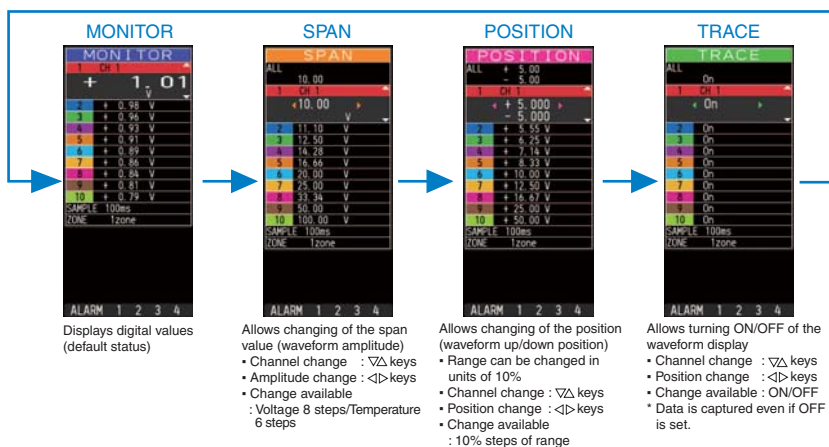 MONITOR
MONITOR
1 CH 1
+ 1.01
V
2 + 0.98 V
3 + 0.96 V
4 + 0.93 V
5 + 0.91 V
6 + 0.89 V
7 + 0.86 V
8 + 0.84 V
9 + 0.81 V
10 + 0.79 V
SAMPLE 100ms
ZONE 1zone
ALARM 1 2 3 4
Displays digital values
(default status)
SPAN
SPAN
ALL
10.00
1 CH 1
10.00
V
2 11.10 V
3 12.50 V
4 14.28 V
5 16.66 V
6 20.00 V
7 25.00 V
8 33.34 V
9 50.00 V
10 100.00 V
SAMPLE 100ms
ZONE 1zone
ALARM 1 2 3 4
Allows changing of the span
value (waveform amplitude)
▪ Channel change : ▽△ keys
▪ Amplitude change : ◁▷ keys
▪ Change available
: Voltage 8 steps/Temperature
6 steps
POSITION
POSITION
ALL + 5.00
- 5.00
1 CH 1
+ 5.000
- 5.000
2 + 5.55 V
3 + 6.25 V
4 + 7.14 V
5 + 8.33 V
6 + 10.00 V
7 + 12.50 V
8 + 16.67 V
9 + 25.00 V
10 + 50.00 V
SAMPLE 100ms
ZONE 1zone
ALARM 1 2 3 4
Allows changing of the position
(waveform up/down position)
▪ Range can be changed in
units of 10%
▪ Channel change : ▽△ keys
▪ Position change : ◁▷ keys
▪ Change available
: 10% steps of range
TRACE
TRACE
ALL
On
1 CH 1
On
2 On
3 On
4 On
5 On
6 On
7 On
8 On
9 On
10 On
SAMPLE 100ms
ZONE 1zone
ALARM 1 2 3 4
Allows turning ON/OFF of the
waveform display
▪ Channel change : ▽△ keys
▪ Position change : ◁▷ keys
▪ Change available : ON/OFF
* Data is captured even if OFF
is set.